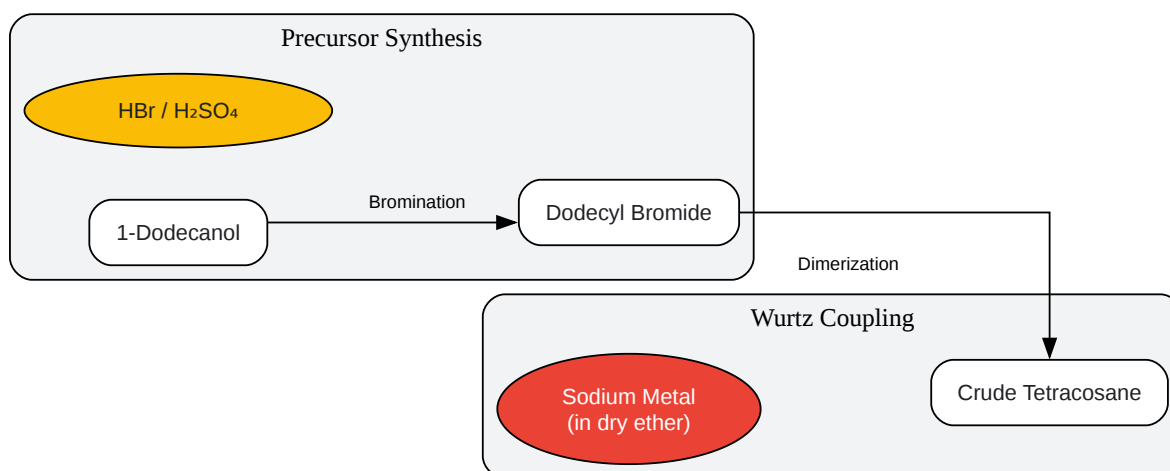 Precursor Synthesis
HBr / H₂SO₄
Bromination
Dodecyl Bromide
1-Dodecanol
Dimerization
Wurtz Coupling
Sodium Metal
(in dry ether)
Crude Tetracosane